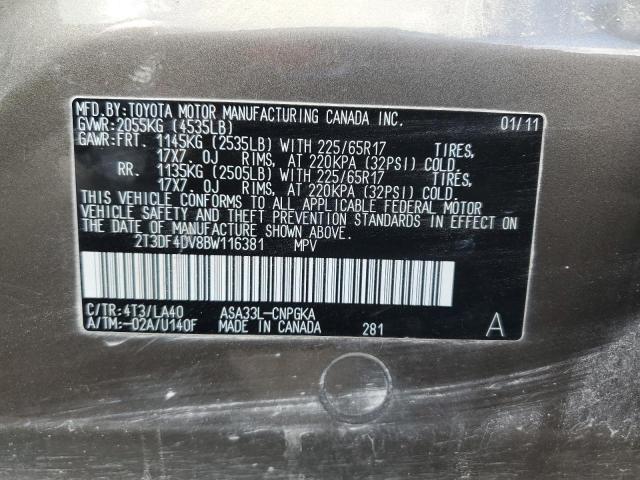 MFD.BY:TOYOTA MOTOR MANUFACTURING CANADA INC. 01/11
GVWR:2055KG (4535LB)
GAWR:FRT. 1145KG (2535LB) WITH 225/65R17 TIRES,
17X7.0J RIMS, AT 220KPA (32PSI) COLD
RR. 1135KG (2505LB) WITH 225/65R17 TIRES,
17X7.0J RIMS, AT 220KPA (32PSI) COLD
THIS VEHICLE CONFORMS TO ALL APPLICABLE FEDERAL MOTOR
VEHICLE SAFETY AND THEFT PREVENTION STANDARDS IN EFFECT ON
THE DATE OF MANUFACTURE SHOWN ABOVE.
2T3DF4DV8BW116381 MPV
C/TR:4T3/LA40 ASA33L-CNPGKA
A/TM:-02A/U140F MADE IN CANADA 281 A